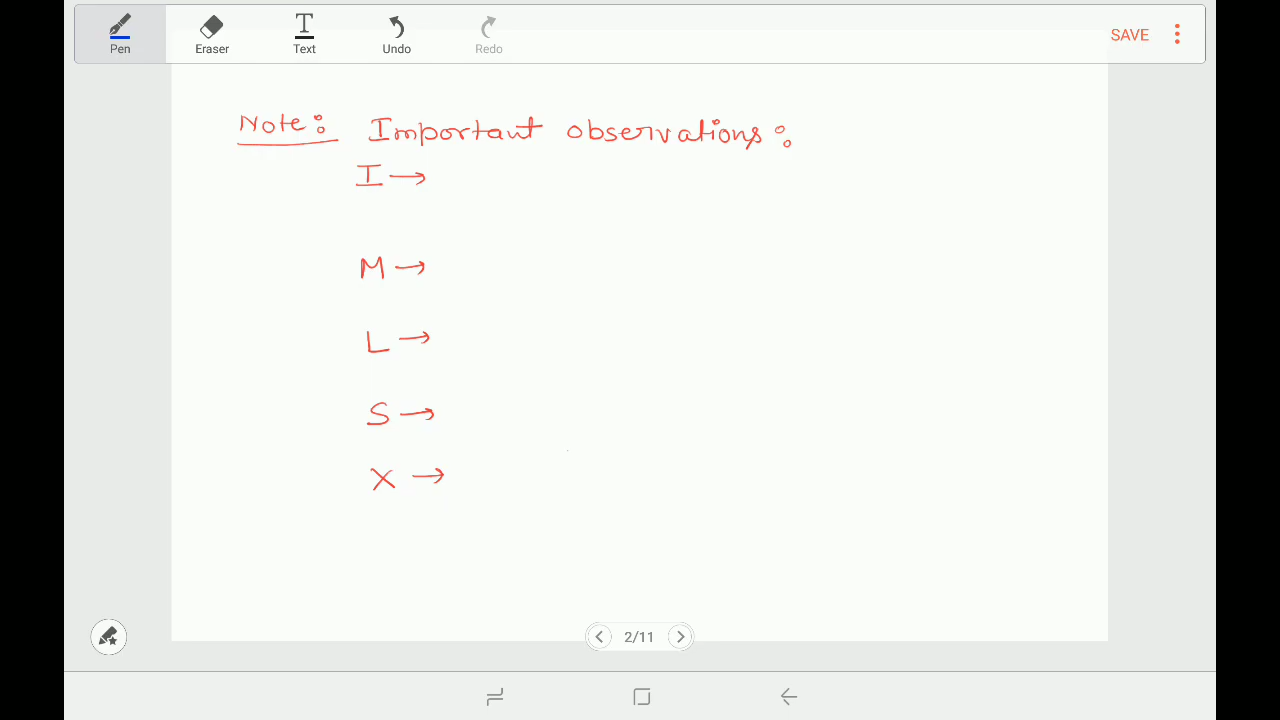 Pen Eraser Text Undo Redo SAVE
Note: Important observations:
I →
M →
L →
S →
X →
2/11